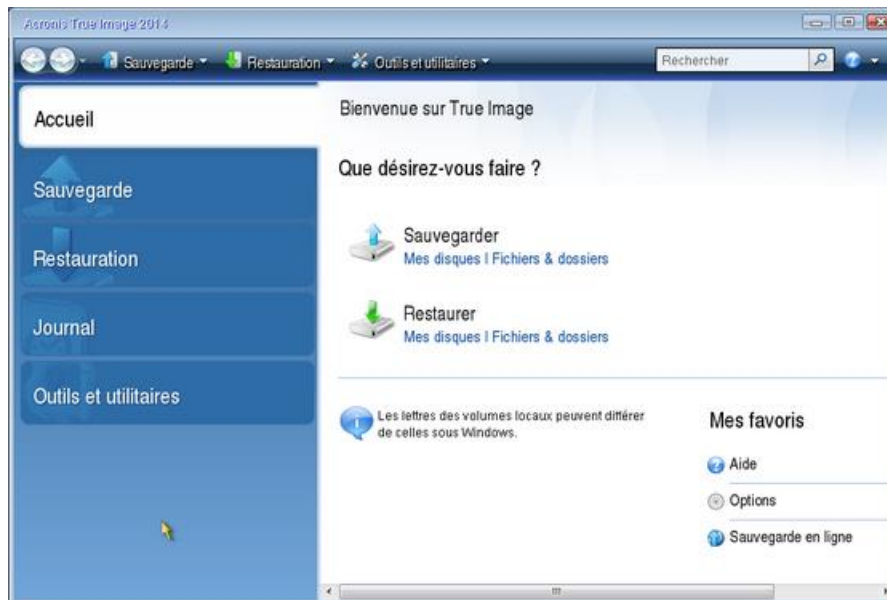 Acronis True Image 2014
Sauvegarde Restauration Outils et utilitaires Rechercher
Accueil
Sauvegarde
Restauration
Journal
Outils et utilitaires
Bienvenue sur True Image
Que désirez-vous faire ?
Sauvegarder
Mes disques | Fichiers & dossiers
Restaurer
Mes disques | Fichiers & dossiers
Les lettres des volumes locaux peuvent différer
de celles sous Windows.
Mes favoris
Aide
Options
Sauvegarde en ligne